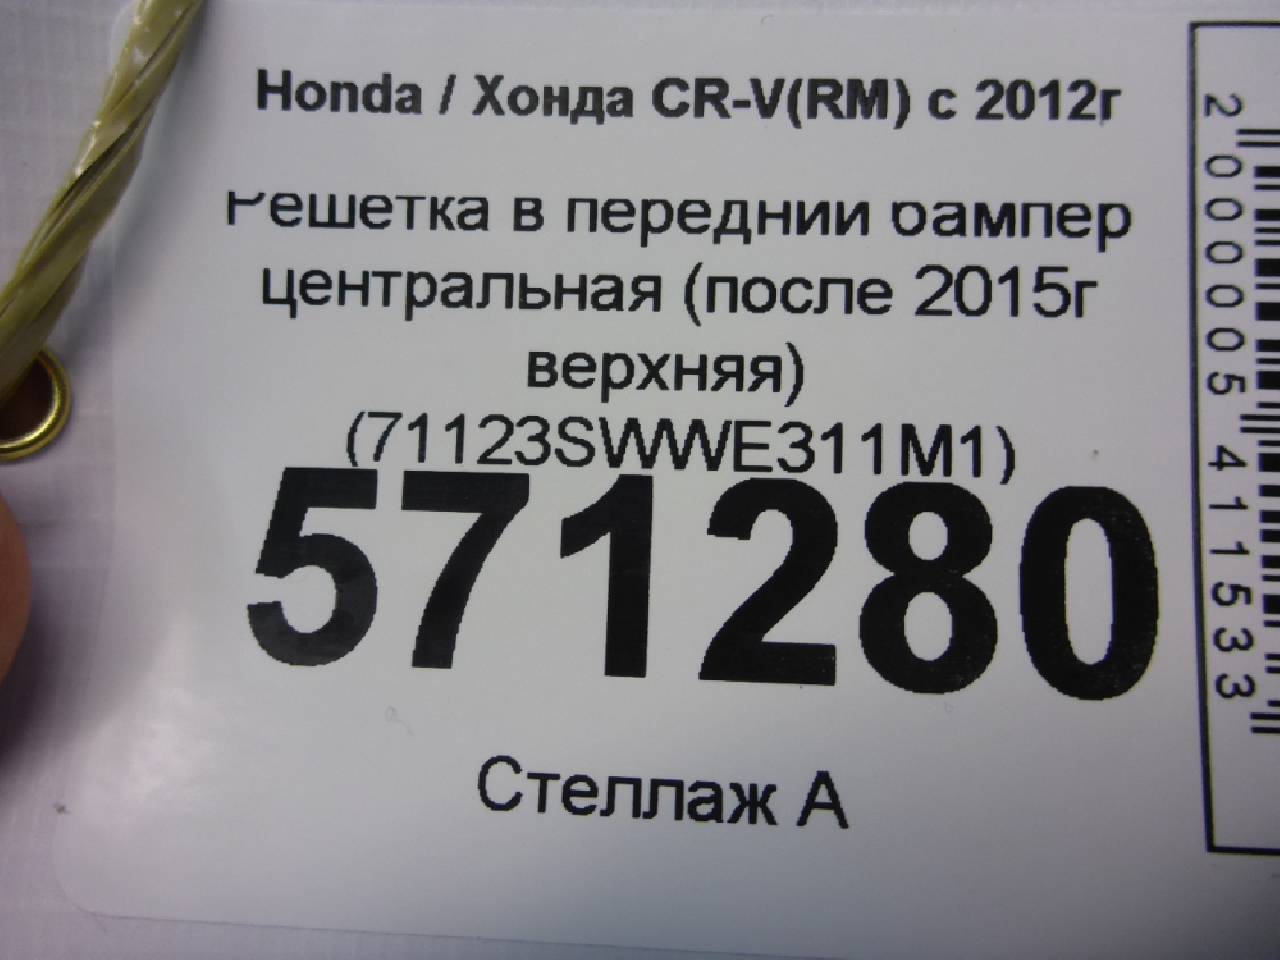 Honda / Хонда CR-V(RM) с 2012г
Решетка в передний бампер
центральная (после 2015г
верхняя)
(71123SWWE311M1)
571280
Стеллаж А
2000005411533